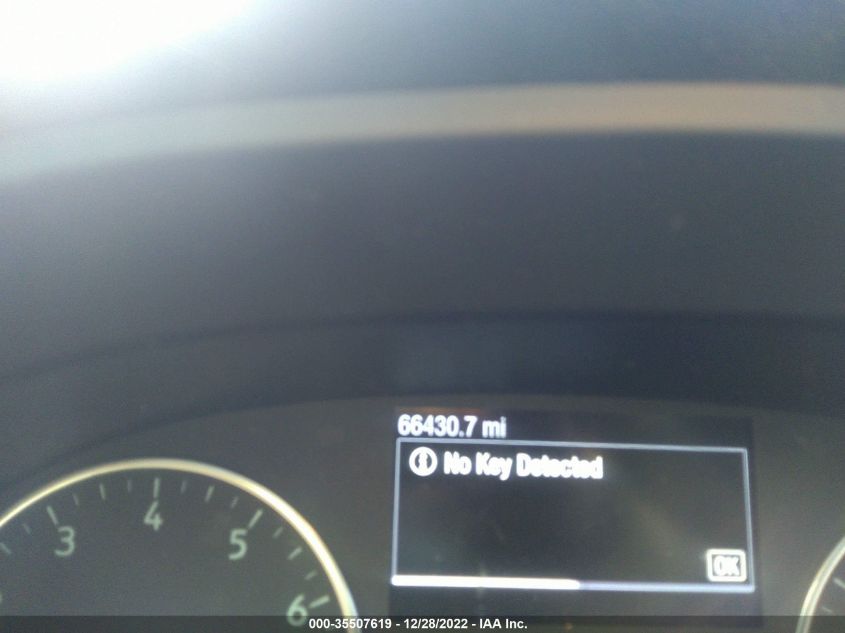 66430.7 mi
No Key Detected
OK
3
4
5
6
000-35507619 - 12/28/2022 - IAA Inc.